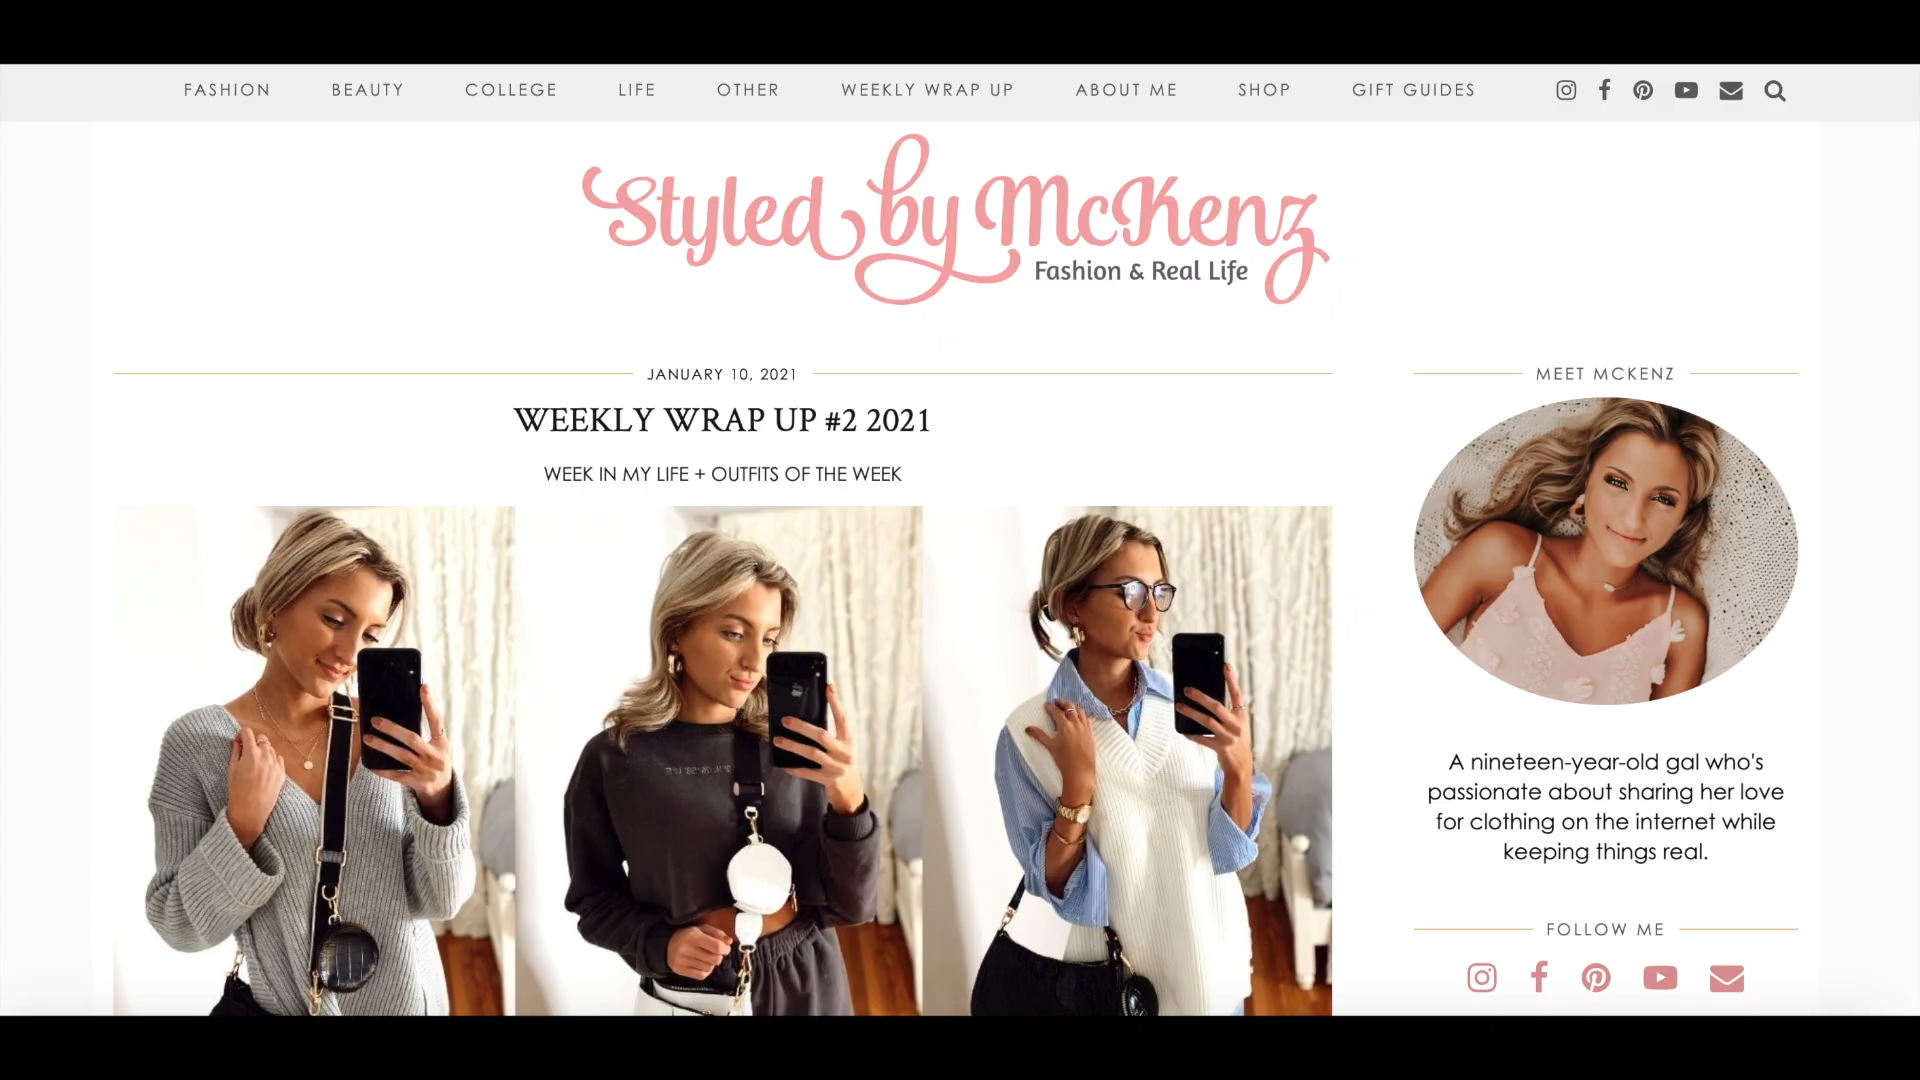 FASHION BEAUTY COLLEGE LIFE OTHER WEEKLY WRAP UP ABOUT ME SHOP GIFT GUIDES
Styled by McKenz
Fashion & Real Life
JANUARY 10, 2021
WEEKLY WRAP UP #2 2021
WEEK IN MY LIFE + OUTFITS OF THE WEEK
MEET MCKENZ
A nineteen-year-old gal who's
passionate about sharing her love
for clothing on the internet while
keeping things real.
FOLLOW ME